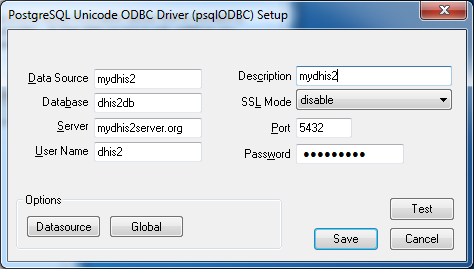 PostgreSQL Unicode ODBC Driver (psqlODBC) Setup
Data Source mydhis2 Description mydhis2
Database dhis2db SSL Mode disable
Server mydhis2server.org Port 5432
User Name dhis2 Password •••••••••
Options
Test
Datasource Global Save Cancel